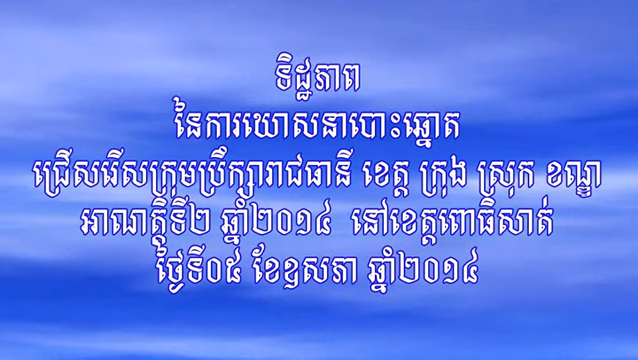 ទិដ្ឋភាព
នៃការឃោសនាបោះឆ្នោត
ជ្រើសរើសក្រុមប្រឹក្សារាជធានី ខេត្ត ក្រុង ស្រុក ខណ្ឌ
អាណត្តិទី២ ឆ្នាំ២០១៤ នៅខេត្តពោធិសាត់
ថ្ងៃទី០៥ ខែឧសភា ឆ្នាំ២០១៤